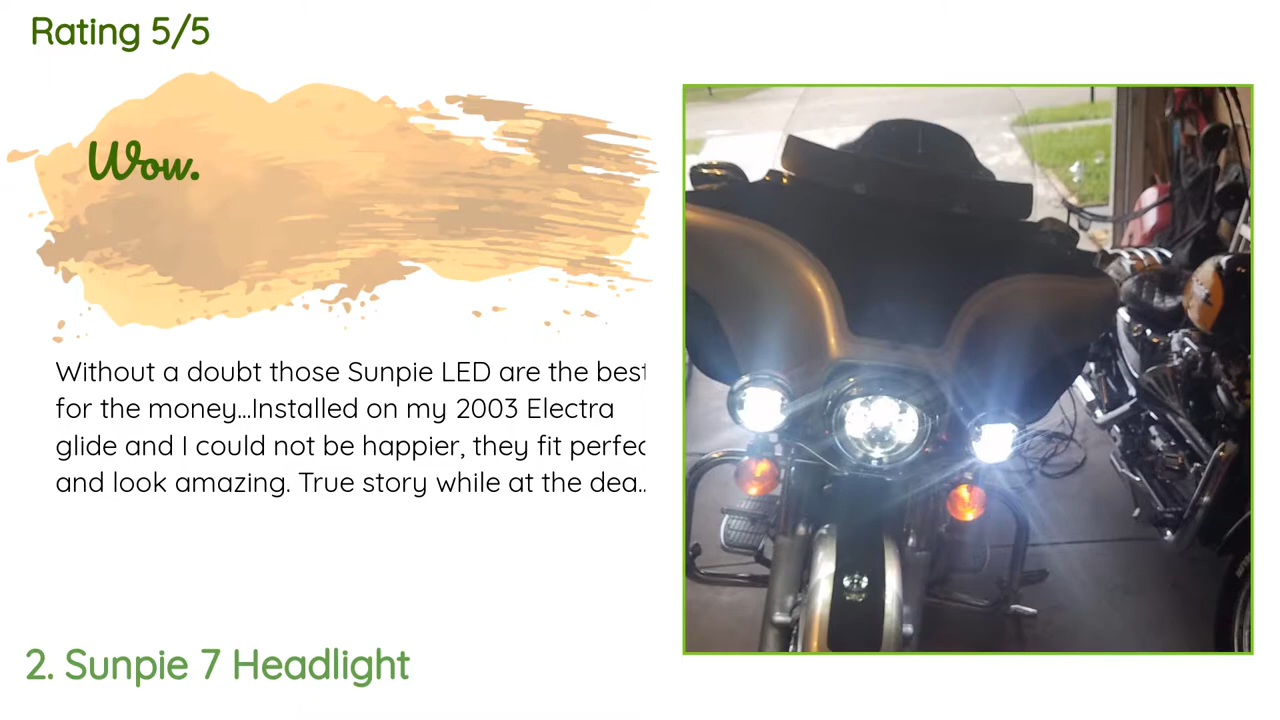 Rating 5/5
Wow.
Without a doubt those Sunpie LED are the best
for the money...Installed on my 2003 Electra
glide and I could not be happier, they fit perfec
and look amazing. True story while at the dea..
2. Sunpie 7 Headlight